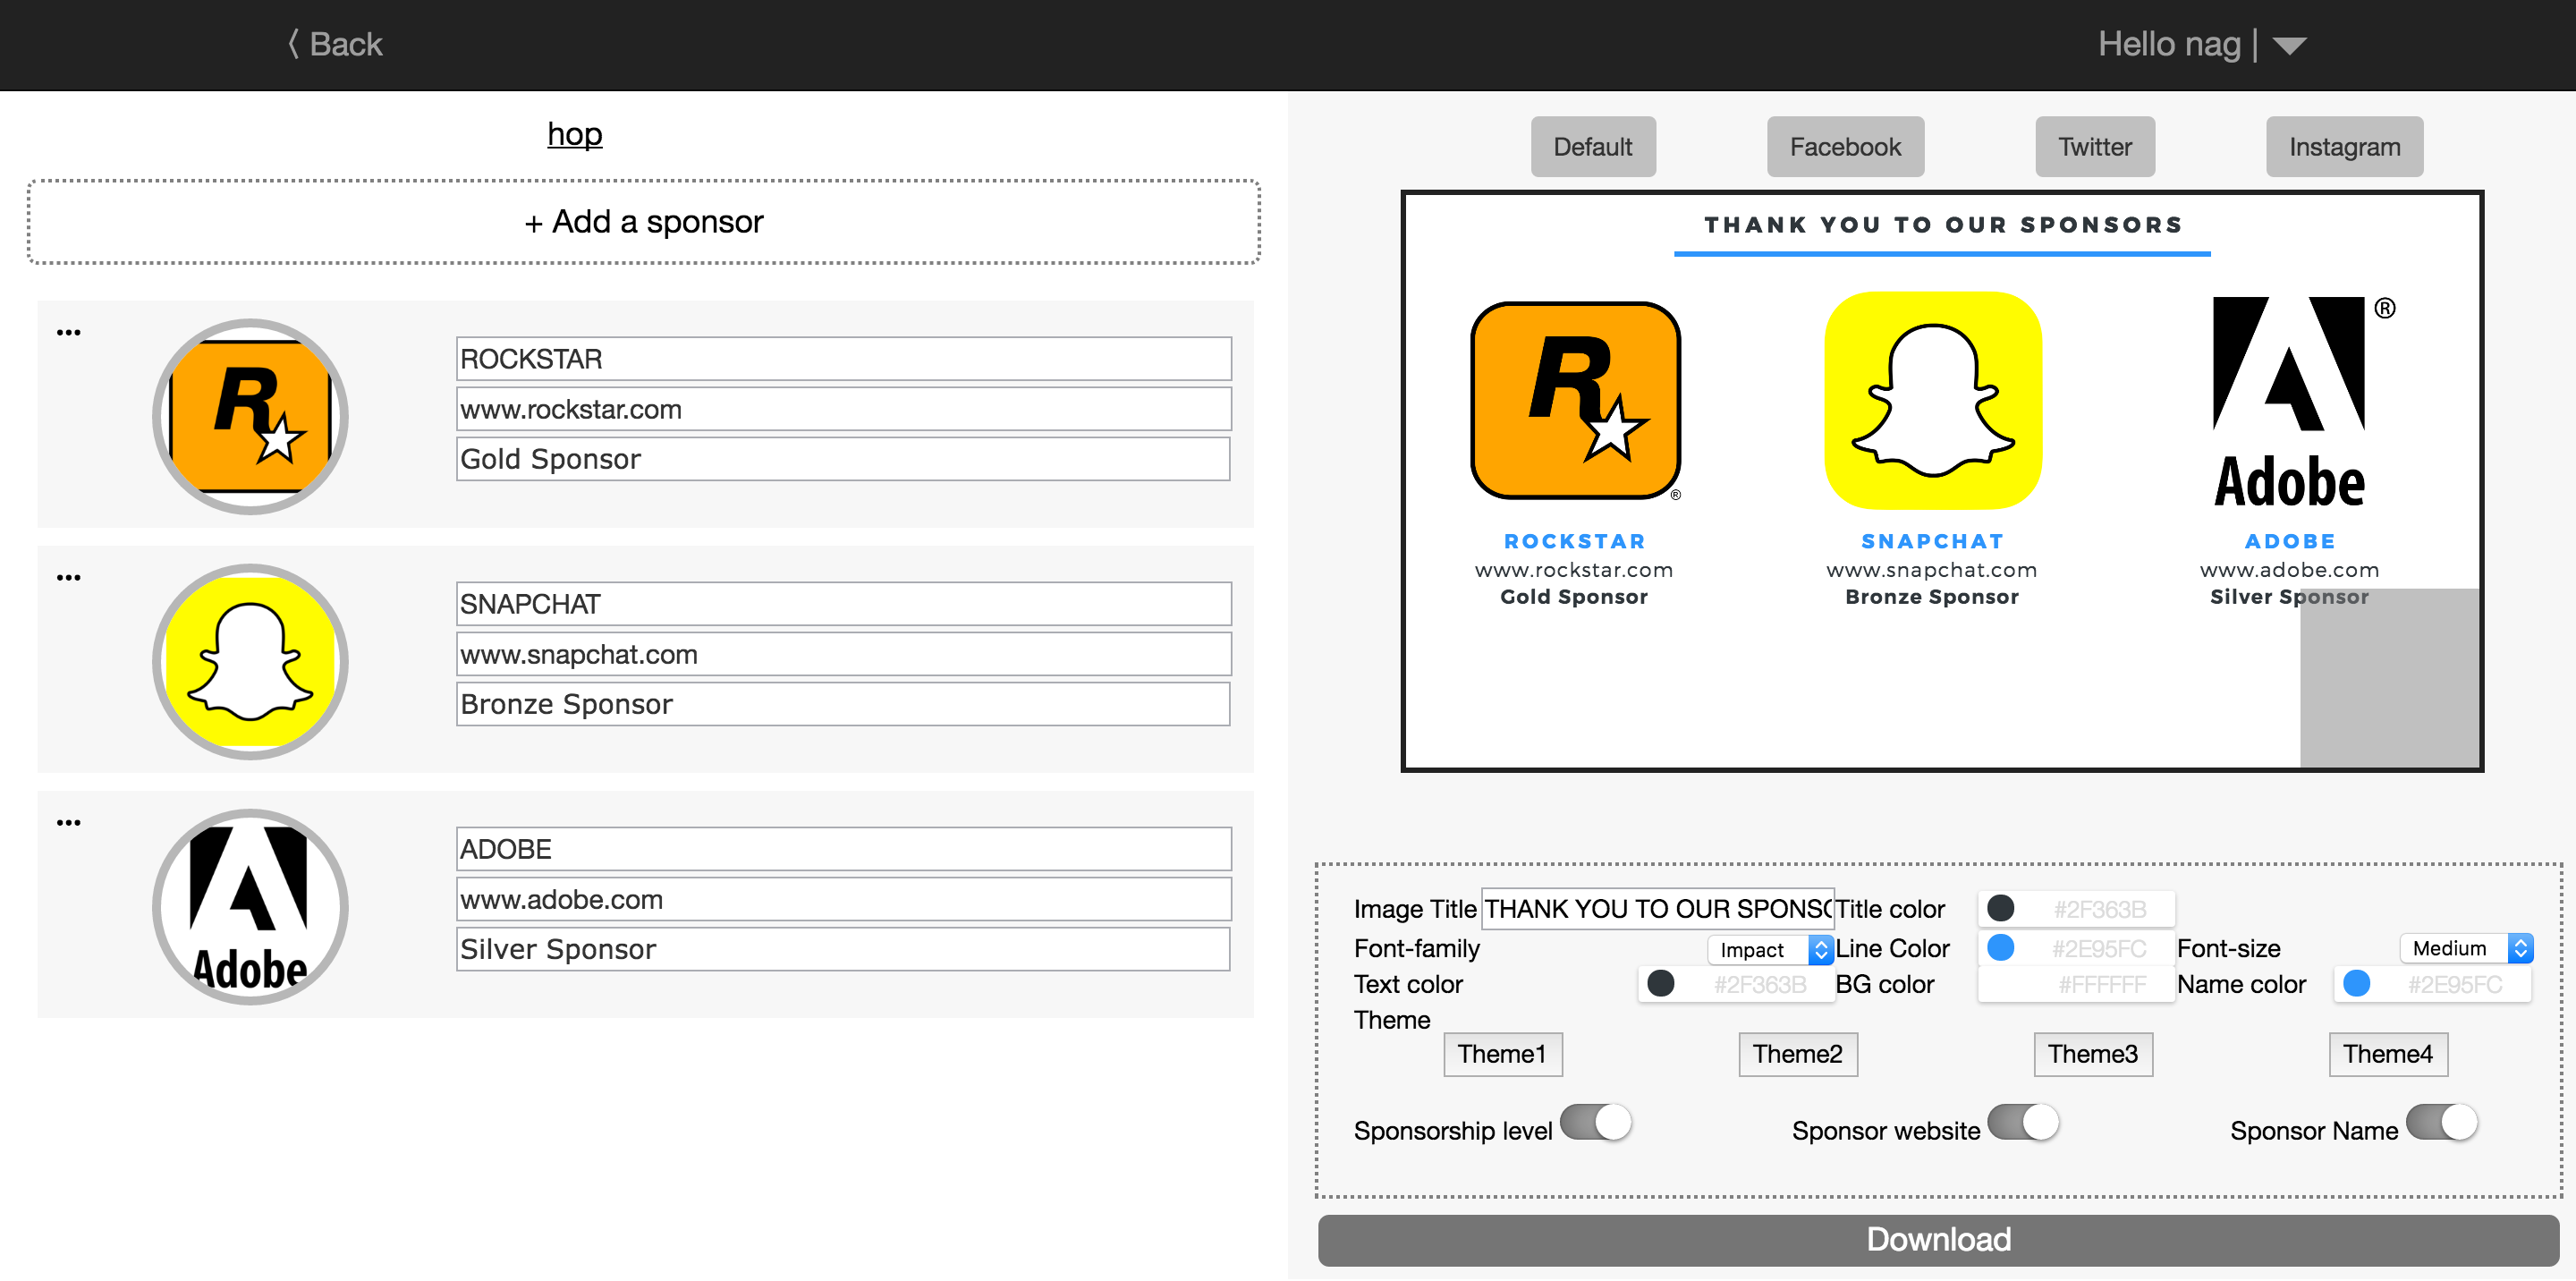 〈 Back
Hello nag |
hop
+ Add a sponsor
...
R
ROCKSTAR
www.rockstar.com
Gold Sponsor
...
SNAPCHAT
www.snapchat.com
Bronze Sponsor
...
Adobe
ADOBE
www.adobe.com
Silver Sponsor
Default
Facebook
Twitter
Instagram
THANK YOU TO OUR SPONSORS
R
®
®
Adobe
ROCKSTAR
SNAPCHAT
ADOBE
www.rockstar.com
www.snapchat.com
www.adobe.com
Gold Sponsor
Bronze Sponsor
Silver Sponsor
Image Title THANK YOU TO OUR SPONSO Title color #2F363B
Font-family Impact Line Color #2E95FC Font-size Medium
Text color #2F363B BG color #FFFFFF Name color #2E95FC
Theme
Theme1 Theme2 Theme3 Theme4
Sponsorship level Sponsor website Sponsor Name
Download